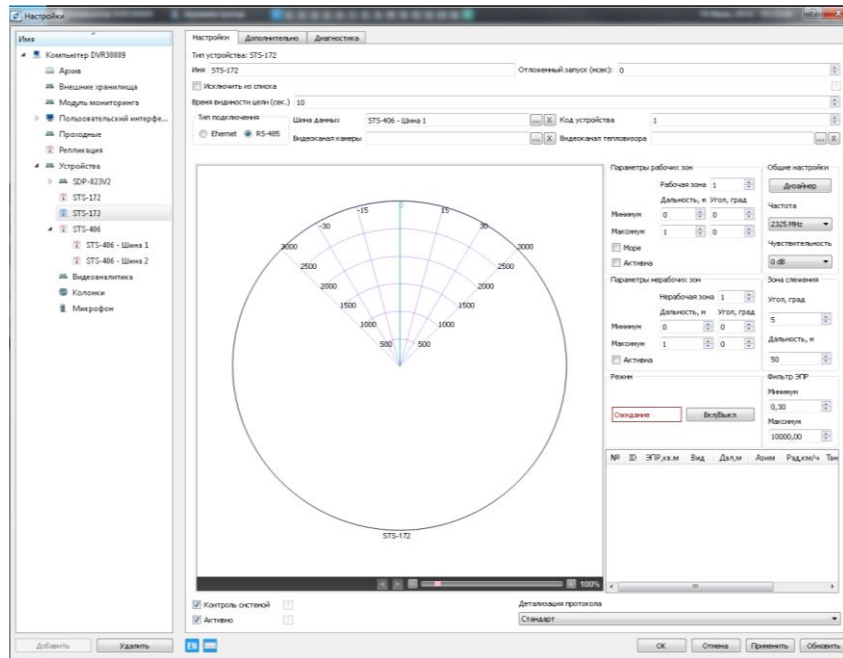 Настройки
Имя
Компьютер DVR30889
Архив
Внешние хранилища
Модуль мониторинга
Пользовательский интерфе...
Проходные
Репликация
Устройства
SDP-823V2
STS-172
STS-172
STS-406
STS-406 - Шина 1
STS-406 - Шина 2
Видеоаналитика
Колонки
Микрофон
Добавить Удалить
Настройки Дополнительно Диагностика
Тип устройства: STS-172
Имя STS-172 Отложенный запуск (мсек): 0
Исключить из списка ?
Время видимости цели (сек.) 10
Тип подключения
Ehernet RS-485
Шина данных STS-406 - Шина 1 ... X Код устройства 1
Видеоканал камеры ... X Видеоканал тепловизора ... X
-15 0 15
-30 30
3000 3000
2500 2500
2000 2000
1500 1500
1000 1000
500 500
STS-172
100%
Параметры рабочих зон
Рабочая зона 1
Дальность, м Угол, град
Минимум 0 0
Максимум 1 0
Море
Активна
Параметры нерабочих зон
Нерабочая зона 1
Дальность, м Угол, град
Минимум 0 0
Максимум 1 0
Активна
Режим
Ожидание Вкл/Выкл
Общие настройки
Дизайнер
Частота
2325 MHz
Чувствительность
0 dB
Зона слежения
Угол, град
5
Дальность, м
50
Фильтр ЭПР
Минимум
0,30
Максимум
10000,00
№ ID ЭПР,кв.м Вид Дал,м Азим Рад,км/ч Тан
Контроль системой ?
Активно ?
Детализация протокола
Стандарт
EN
ОК Отмена Применить Обновить